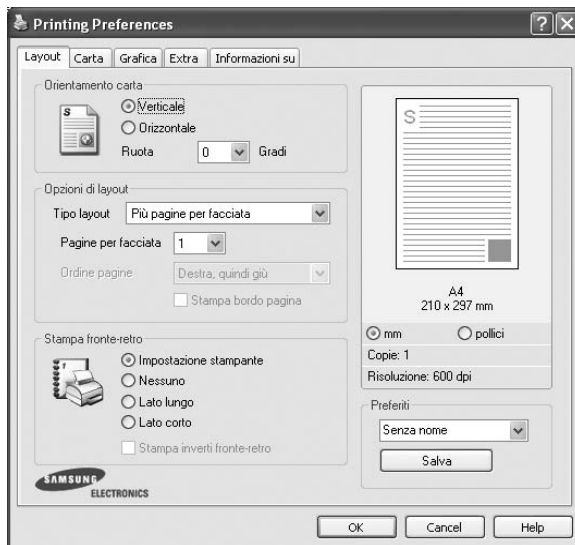 Printing Preferences
Layout Carta Grafica Extra Informazioni su
Orientamento carta
S
Verticale
Orizzontale
Ruota 0 Gradi
Opzioni di layout
Tipo layout Più pagine per facciata
Pagine per facciata 1
Ordine pagine Destra, quindi giù
Stampa bordo pagina
Stampa fronte-retro
Impostazione stampante
Nessuno
Lato lungo
Lato corto
Stampa inverti fronte-retro
SAMSUNG
ELECTRONICS
S
A4
210 x 297 mm
mm pollici
Copie: 1
Risoluzione: 600 dpi
Preferiti
Senza nome
Salva
OK Cancel Help